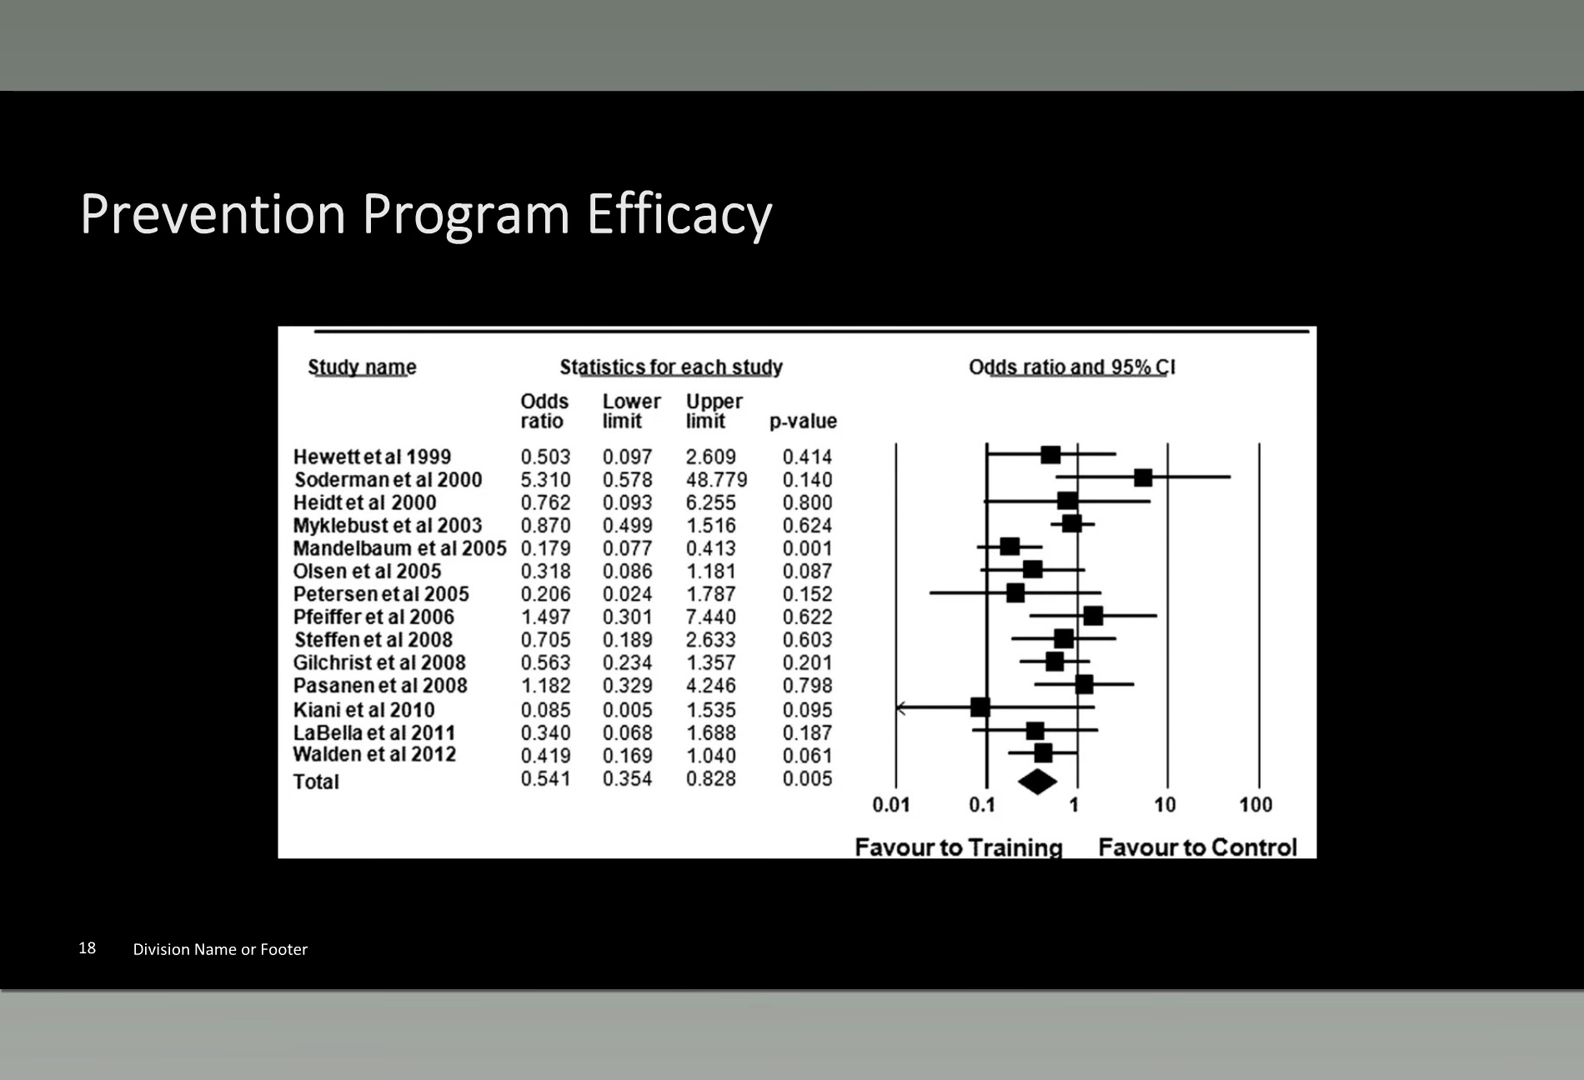 Prevention Program Efficacy
Study name Statistics for each study Odds ratio and 95% CI
Odds Lower Upper
ratio limit limit p-value
Hewett et al 1999 0.503 0.097 2.609 0.414
Soderman et al 2000 5.310 0.578 48.779 0.140
Heidt et al 2000 0.762 0.093 6.255 0.800
Myklebust et al 2003 0.870 0.499 1.516 0.624
Mandelbaum et al 2005 0.179 0.077 0.413 0.001
Olsen et al 2005 0.318 0.086 1.181 0.087
Petersen et al 2005 0.206 0.024 1.787 0.152
Pfeiffer et al 2006 1.497 0.301 7.440 0.622
Steffen et al 2008 0.705 0.189 2.633 0.603
Gilchrist et al 2008 0.563 0.234 1.357 0.201
Pasanen et al 2008 1.182 0.329 4.246 0.798
Kiani et al 2010 0.085 0.005 1.535 0.095
LaBella et al 2011 0.340 0.068 1.688 0.187
Walden et al 2012 0.419 0.169 1.040 0.061
Total 0.541 0.354 0.828 0.005
0.01 0.1 1 10 100
Favour to Training Favour to Control
18 Division Name or Footer